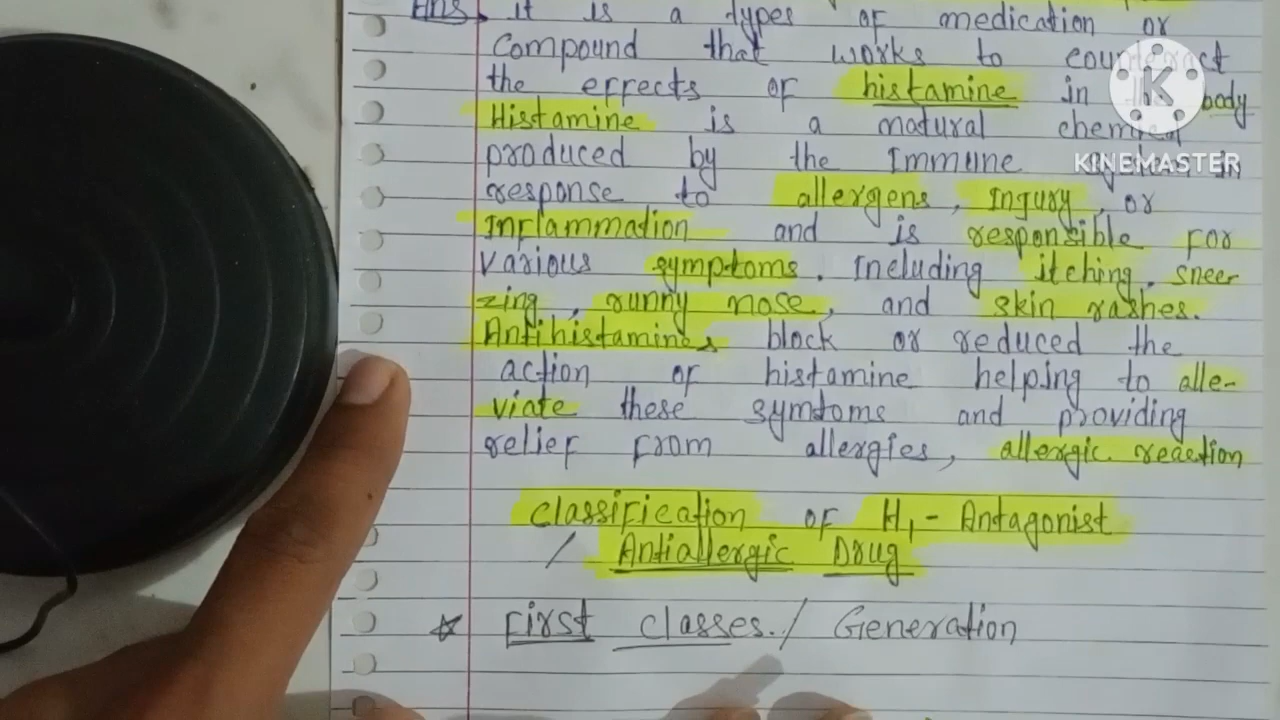 Ans. it is a types of medication or
Compound that works to counteract
the effects of histamine in the body
Histamine is a natural chemical
produced by the Immune in
response to allergens, Injury, or
Inflammation and is responsible for
various symptoms. Including itching, snee-
zing, runny nose, and skin rashes.
Antihistamines block or reduced the
action of histamine helping to alle-
viate these symtoms and providing
relief from allergies, allergic reaction
Classification of H1 - Antagonist
/ Antiallergic Drug
First Classes. / Generation
K
KINEMASTER